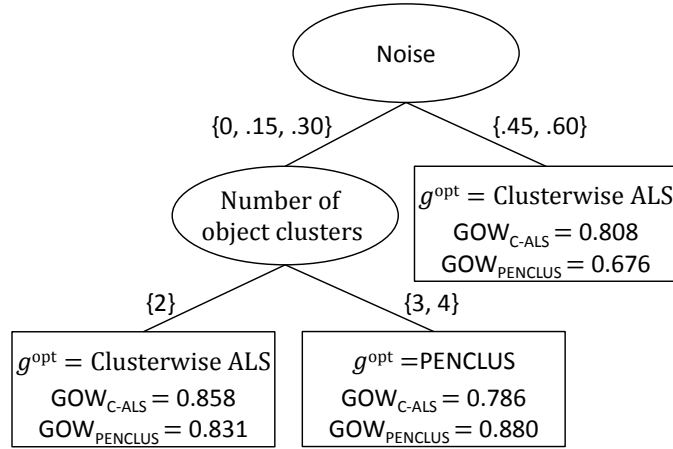 Noise
{0, .15, .30}
{.45, .60}
Number of
object clusters
g^opt = Clusterwise ALS
GOW_C-ALS = 0.808
GOW_PENCLUS = 0.676
{2}
{3, 4}
g^opt = Clusterwise ALS
GOW_C-ALS = 0.858
GOW_PENCLUS = 0.831
g^opt =PENCLUS
GOW_C-ALS = 0.786
GOW_PENCLUS = 0.880